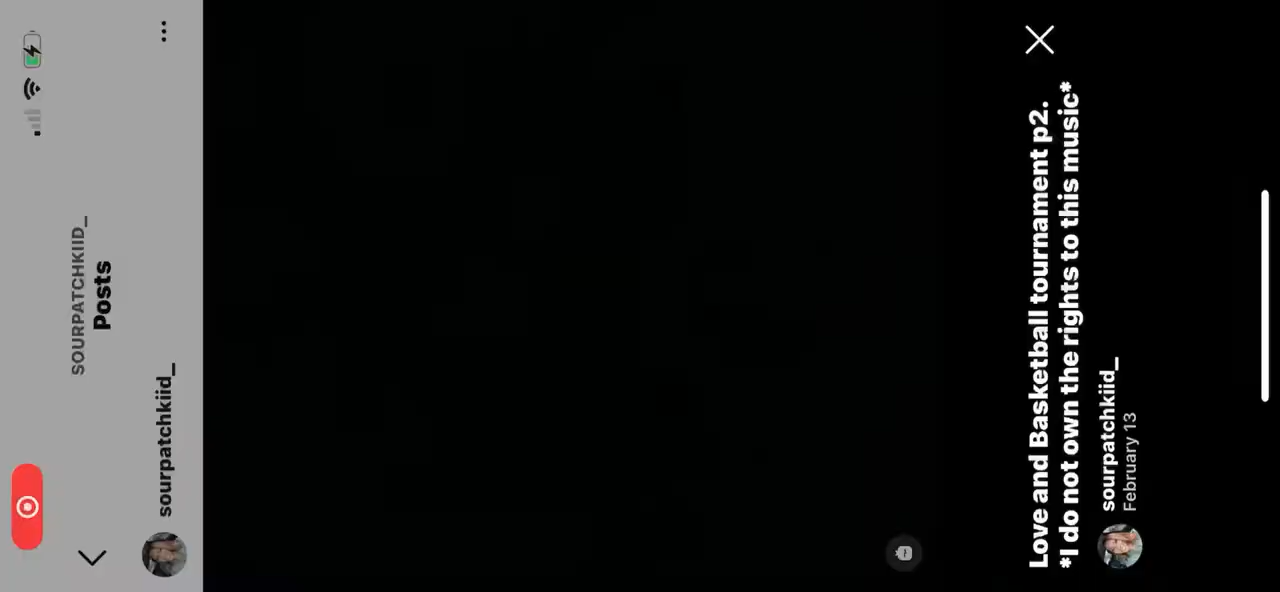 SOURPATCHKIID_
Posts
sourpatchkiid_
Love and Basketball tournament p2.
*I do not own the rights to this music*
sourpatchkiid_
February 13